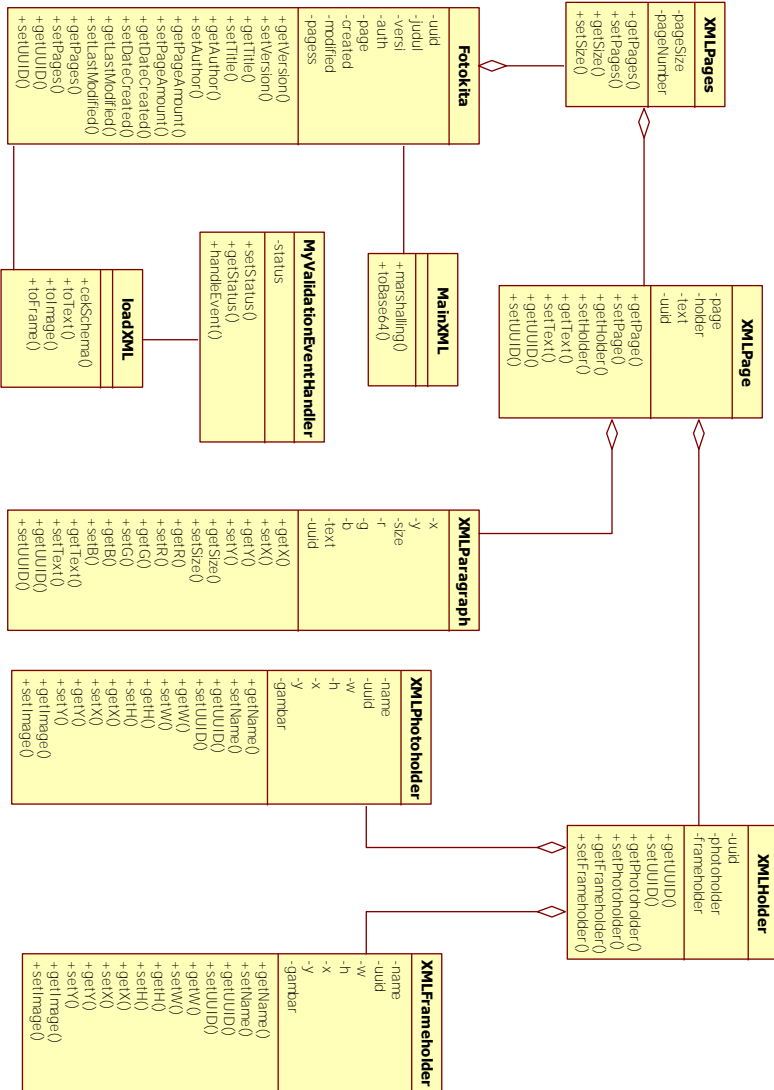 XMLPages
-pageSize
-pageNumber
+getPages()
+setPages()
+getSize()
+setSize()
Fotokita
-uuid
-judul
-versi
-auth
-page
-created
-modified
-pagess
+getVersion()
+setVersion()
+getTitle()
+setTitle()
+getAuthor()
+setAuthor()
+getPageAmount()
+setPageAmount()
+getDateCreated()
+setDateCreated()
+getLastModified()
+setLastModified()
+getPages()
+setPages()
+getUUID()
+setUUID()
XMLPage
-page
-holder
-text
-uuid
+getPage()
+setPage()
+getHolder()
+setHolder()
+getText()
+setText()
+getUUID()
+setUUID()
MainXML
+marshalling()
+toBase64()
MyValidationEventHandler
-status
+setStatus()
+getStatus()
+handleEvent()
loadXML
+cekSchema()
+toText()
+toImage()
+toFrame()
XMLParagraph
-x
-y
-size
-r
-g
-b
-text
-uuid
+getX()
+setX()
+getY()
+setY()
+getSize()
+setSize()
+getR()
+setR()
+getG()
+setG()
+getB()
+setB()
+getText()
+setText()
+getUUID()
+setUUID()
XMLHolder
-uuid
-photoholder
-frameholder
+getUUID()
+setUUID()
+getPhotoholder()
+setPhotoholder()
+getFrameholder()
+setFrameholder()
XMLPhotoholder
-name
-uuid
-w
-h
-x
-y
-gambar
+getName()
+setName()
+getUUID()
+setUUID()
+getW()
+setW()
+getH()
+setH()
+getX()
+setX()
+getY()
+setY()
+getImage()
+setImage()
XMLFrameholder
-name
-uuid
-w
-h
-x
-y
-gambar
+getName()
+setName()
+getUUID()
+setUUID()
+getW()
+setW()
+getH()
+setH()
+getX()
+setX()
+getY()
+setY()
+getImage()
+setImage()